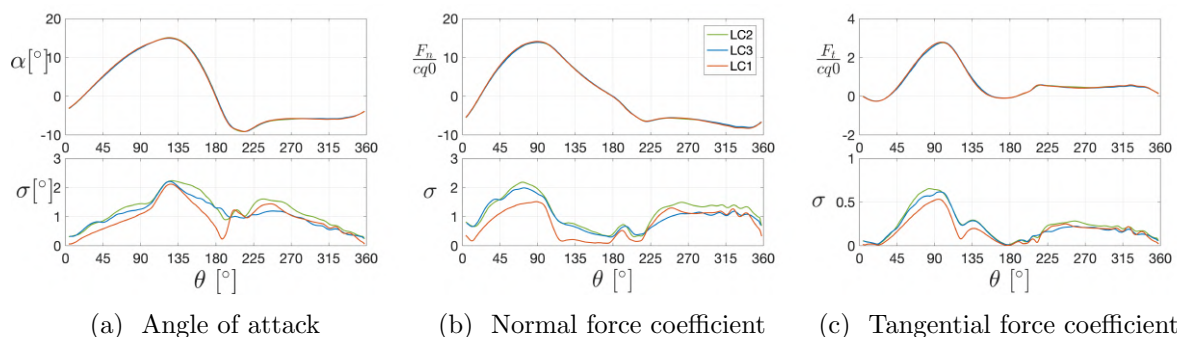 20
10
α[°]
0
-10
0 45 90 135 180 225 270 315 360
3
2
σ[°]
1
0
0 45 90 135 180 225 270 315 360
θ [°]
(a) Angle of attack
20
10
F_n/cq0
0
-10
0 45 90 135 180 225 270 315 360
LC2
LC3
LC1
3
2
σ
1
0
0 45 90 135 180 225 270 315 360
θ [°]
(b) Normal force coefficient
4
2
F_t/cq0
0
-2
0 45 90 135 180 225 270 315 360
1
0.5
σ
0
0 45 90 135 180 225 270 315 360
θ [°]
(c) Tangential force coefficient